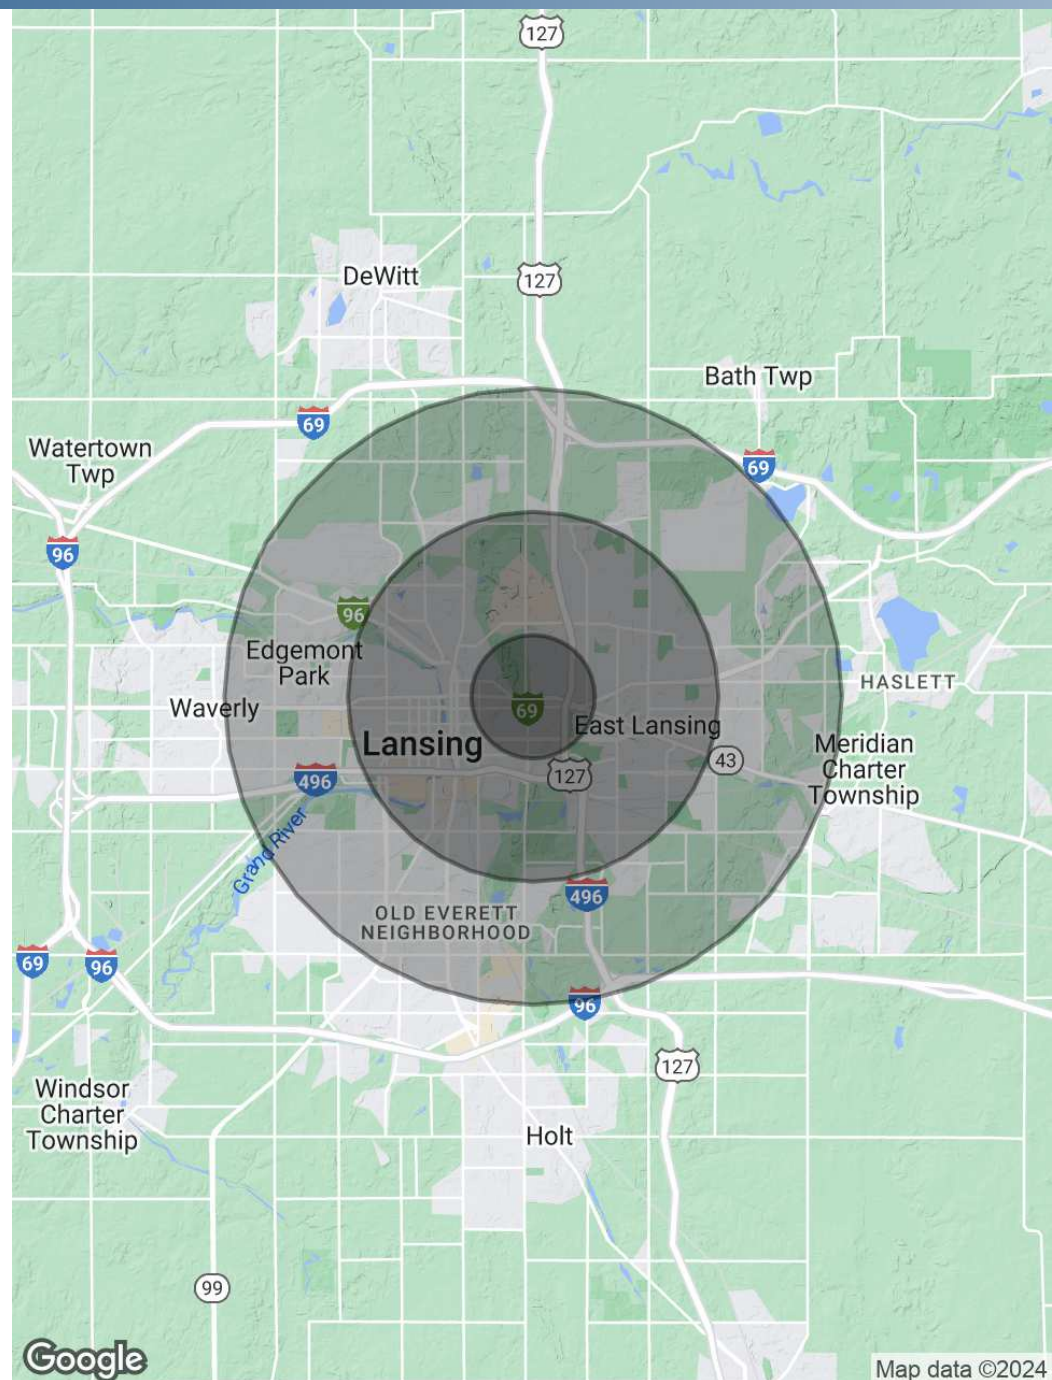 127
DeWitt
127
Bath Twp
69
Watertown
Twp
69
96
96
Edgemont
Park
HASLETT
Waverly
69
East Lansing
Lansing
Meridian
Charter
Township
43
127
496
Grand River
496
OLD EVERETT
NEIGHBORHOOD
69
96
96
127
Windsor
Charter
Township
Holt
99
Google
Map data ©2024